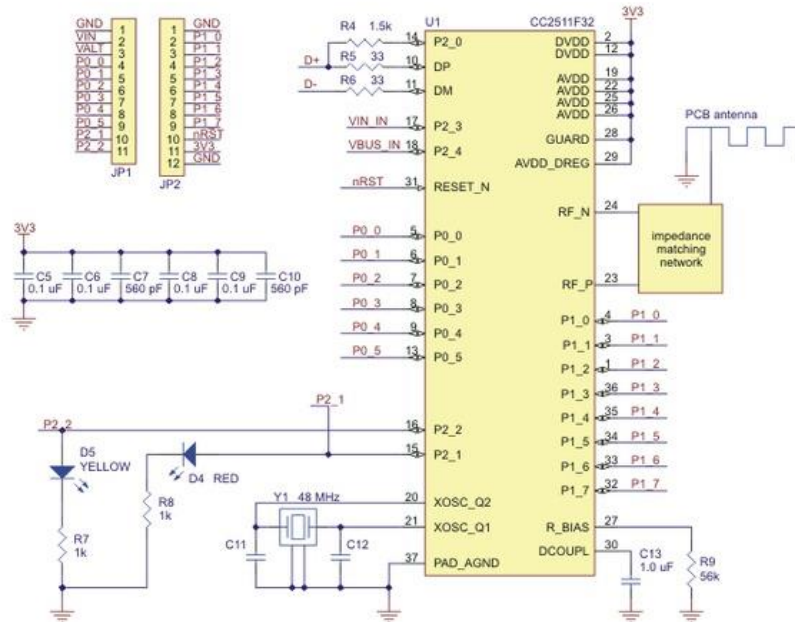 GND
VIN
VALT
P0_0
P0_1
P0_2
P0_3
P0_4
P0_5
P2_1
P2_2
1
2
3
4
5
6
7
8
9
10
11
JP1
1
2
3
4
5
6
7
8
9
10
11
12
JP2
GND
P1_0
P1_1
P1_2
P1_3
P1_4
P1_5
P1_6
P1_7
nRST
3V3
GND
3V3
C5
0.1 uF
C6
0.1 uF
C7
560 pF
C8
0.1 uF
C9
0.1 uF
C10
560 pF
U1 CC2511F32
R4 1.5k
14 P2_0
D+ R5 33
10 DP
D- R6 33
11 DM
VIN_IN 17 P2_3
VBUS_IN 18 P2_4
nRST 31 RESET_N
P0_0 5 P0_0
P0_1 6 P0_1
P0_2 7 P0_2
P0_3 8 P0_3
P0_4 9 P0_4
P0_5 13 P0_5
P2_1
P2_2 16 P2_2
15 P2_1
D5
YELLOW
D4 RED
R8
1k
R7
1k
20 XOSC_Q2
Y1 48 MHz
21 XOSC_Q1
C11
C12
37 PAD_AGND
3V3
DVDD 2
DVDD 12
AVDD 19
AVDD 22
AVDD 25
AVDD 26
GUARD 28
AVDD_DREG 29
PCB antenna
RF_N 24
impedance
matching
network
RF_P 23
P1_0 4 P1_0
P1_1 3 P1_1
P1_2 1 P1_2
P1_3 36 P1_3
P1_4 35 P1_4
P1_5 34 P1_5
P1_6 33 P1_6
P1_7 32 P1_7
R_BIAS 27
DCOUPL 30
C13
1.0 uF
R9
56k